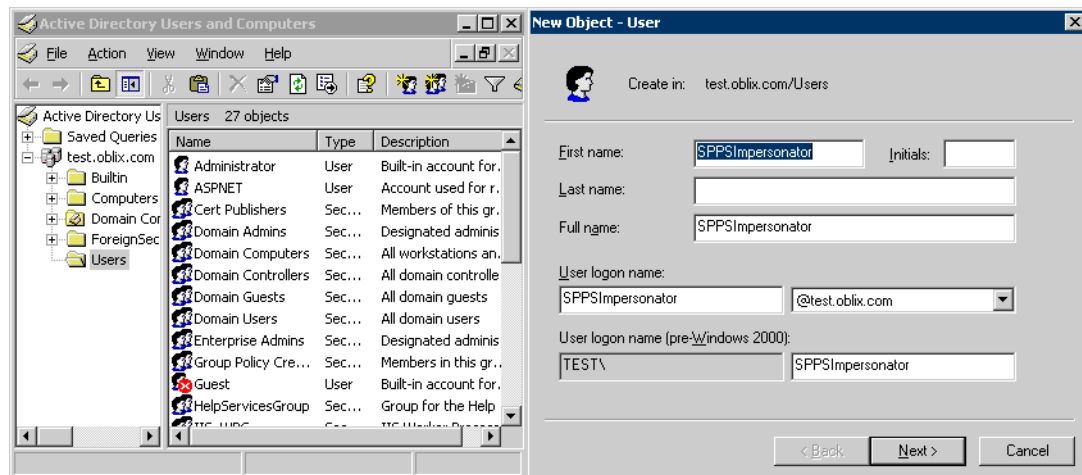 Active Directory Users and Computers
File Action View Window Help
Active Directory Us
Saved Queries
test.oblix.com
Builtin
Computers
Domain Cor
ForeignSec
Users
Users 27 objects
Name Type Description
Administrator User Built-in account for.
ASPNET User Account used for r.
Cert Publishers Sec... Members of this gr.
Domain Admins Sec... Designated adminis
Domain Computers Sec... All workstations an.
Domain Controllers Sec... All domain controlle
Domain Guests Sec... All domain guests
Domain Users Sec... All domain users
Enterprise Admins Sec... Designated adminis
Group Policy Cre... Sec... Members in this gr..
Guest User Built-in account for.
HelpServicesGroup Sec... Group for the Help
New Object - User
Create in: test.oblix.com/Users
First name: SPPSImpersonator Initials:
Last name:
Full name: SPPSImpersonator
User logon name:
SPPSImpersonator @test.oblix.com
User logon name (pre-Windows 2000):
TEST\ SPPSImpersonator
< Back Next > Cancel